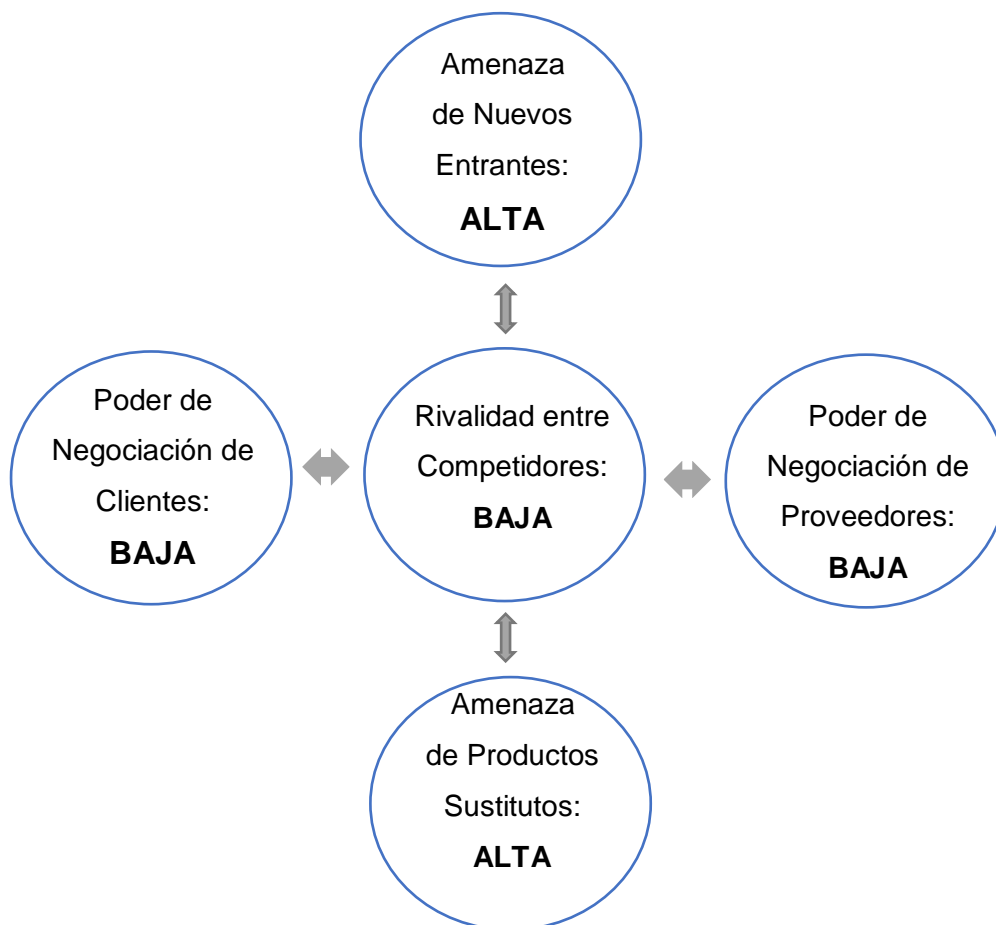 Amenaza
de Nuevos
Entrantes:
ALTA
Poder de
Negociación de
Clientes:
BAJA
Rivalidad entre
Competidores:
BAJA
Poder de
Negociación de
Proveedores:
BAJA
Amenaza
de Productos
Sustitutos:
ALTA